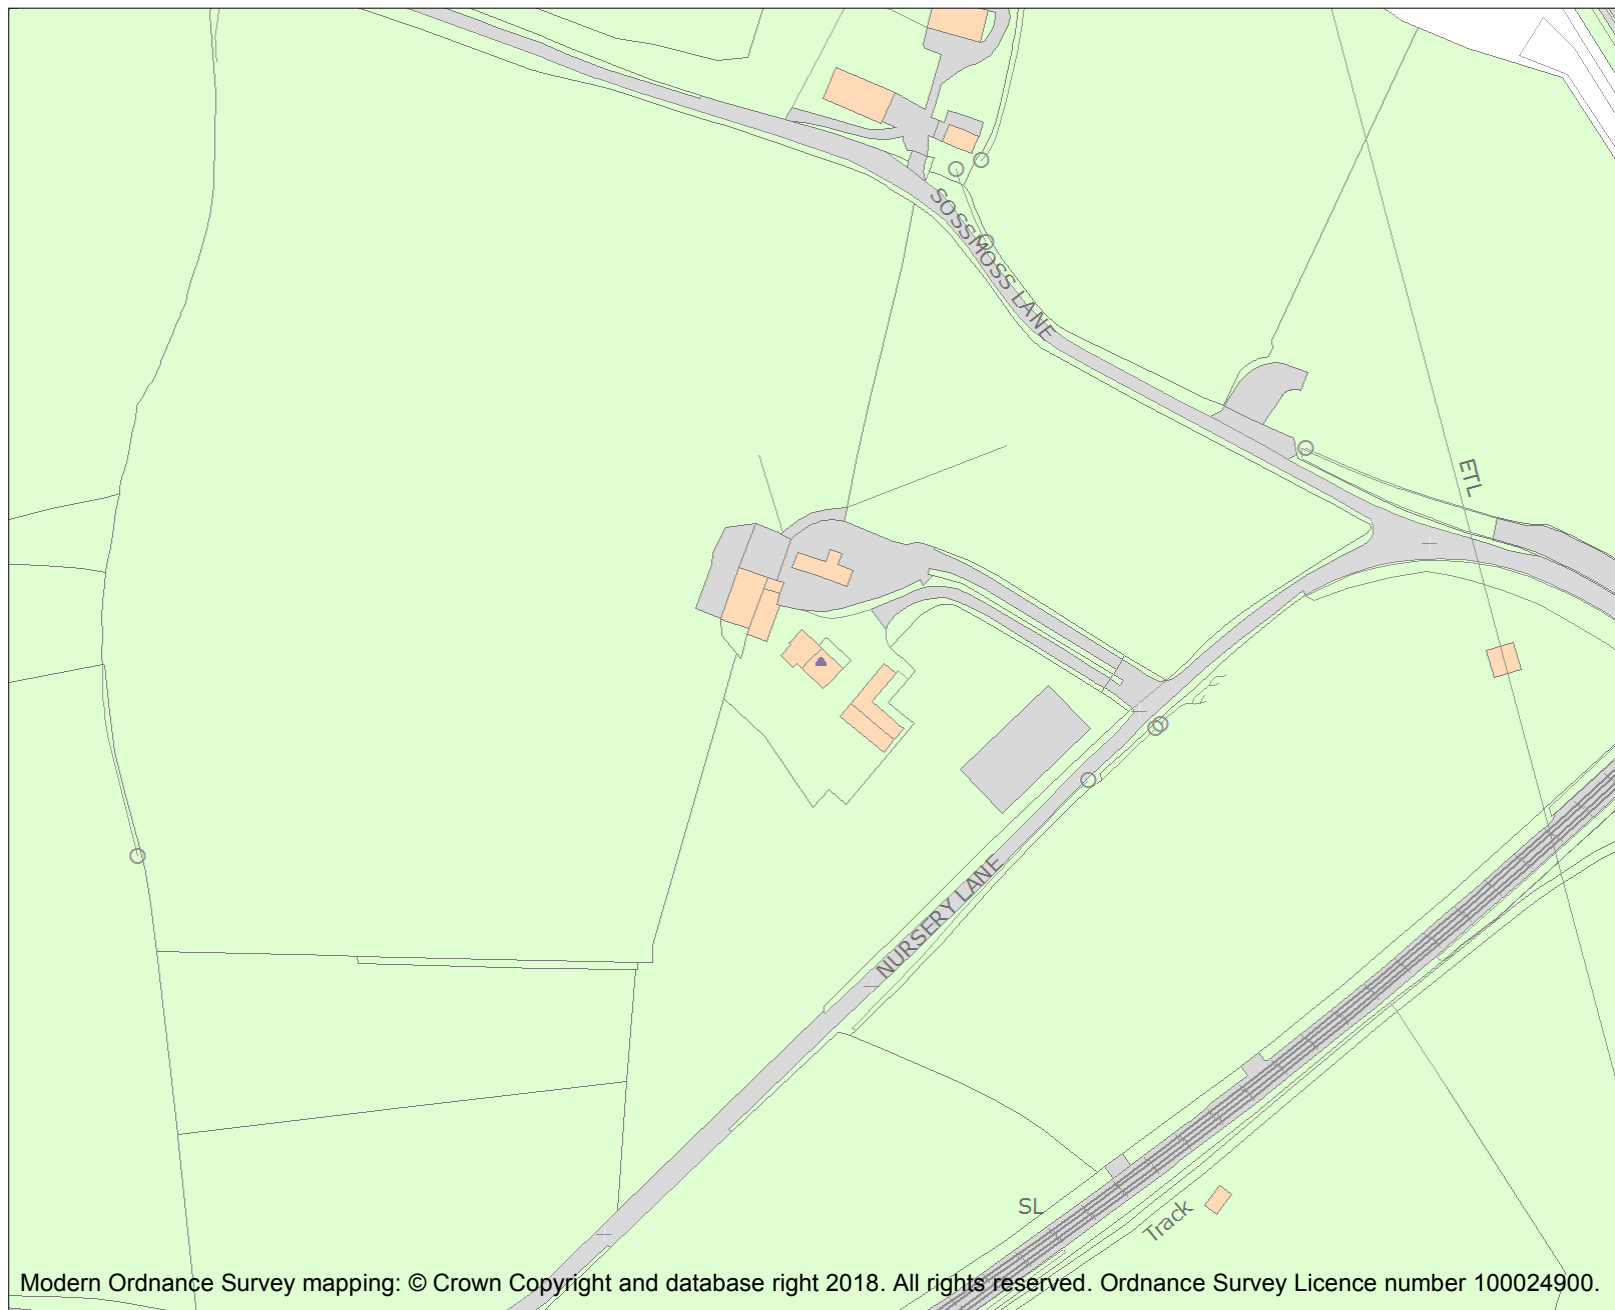 SOSSMOSS LANE
ETL
NURSERY LANE
SL
Track
Modern Ordnance Survey mapping: © Crown Copyright and database right 2018. All rights reserved. Ordnance Survey Licence number 100024900.